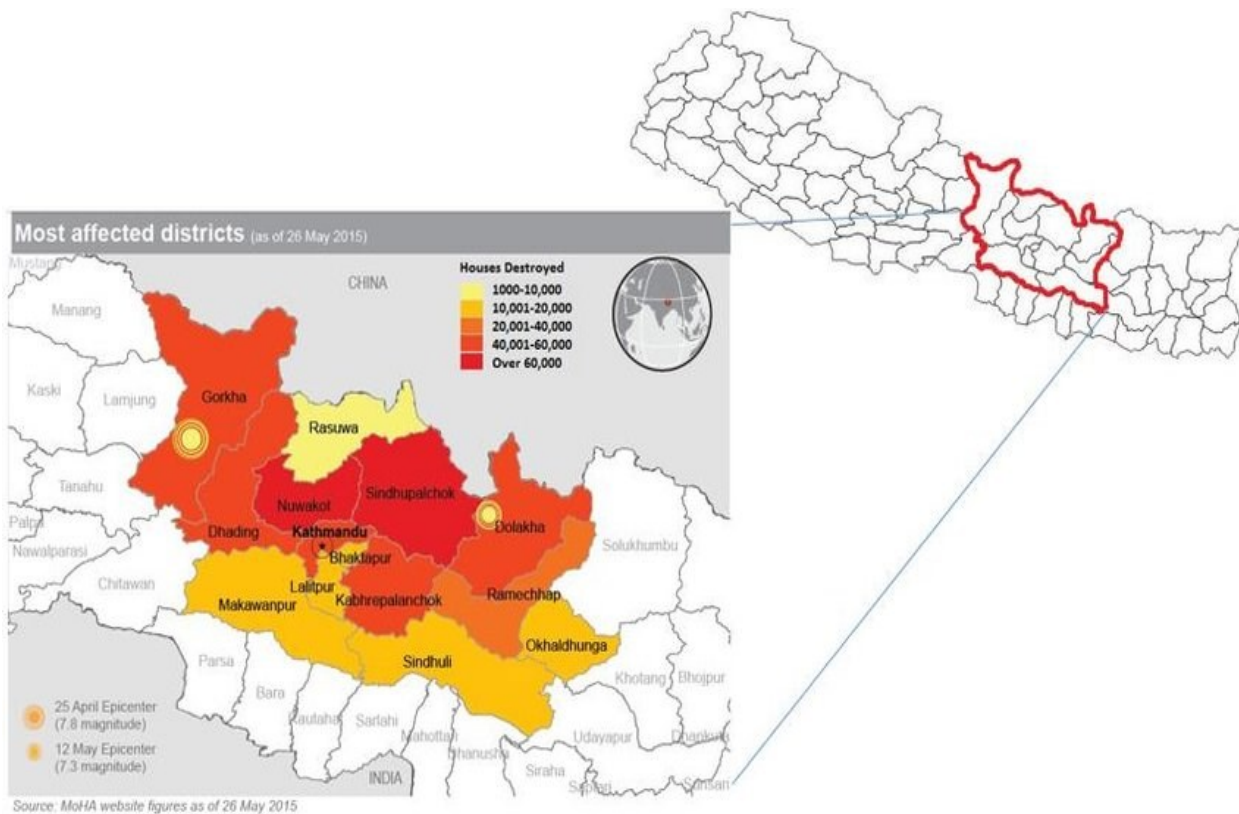 Most affected districts (as of 26 May 2015)
Houses Destroyed
1000-10,000
10,001-20,000
20,001-40,000
40,001-60,000
Over 60,000
CHINA
Mustang
Manang
Kaski
Lamjung
Gorkha
Rasuwa
Tanahu
Sindhupalchok
Nuwakot
Dolakha
Palpa
Nawalparasi
Dhading
Kathmandu
Bhaktapur
Solukhumbu
Chitawan
Lalitpur
Makawanpur
Kabhrepalanchok
Ramechhap
Okhaldhunga
Parsa
Sindhuli
Bara
Khotang
Bhojpur
Rautahat
Sarlahi
Mahottari
Dhanusha
Udayapur
Dhankuta
Siraha
Saptari
Sunsari
INDIA
25 April Epicenter
(7.8 magnitude)
12 May Epicenter
(7.3 magnitude)
Source: MoHA website figures as of 26 May 2015